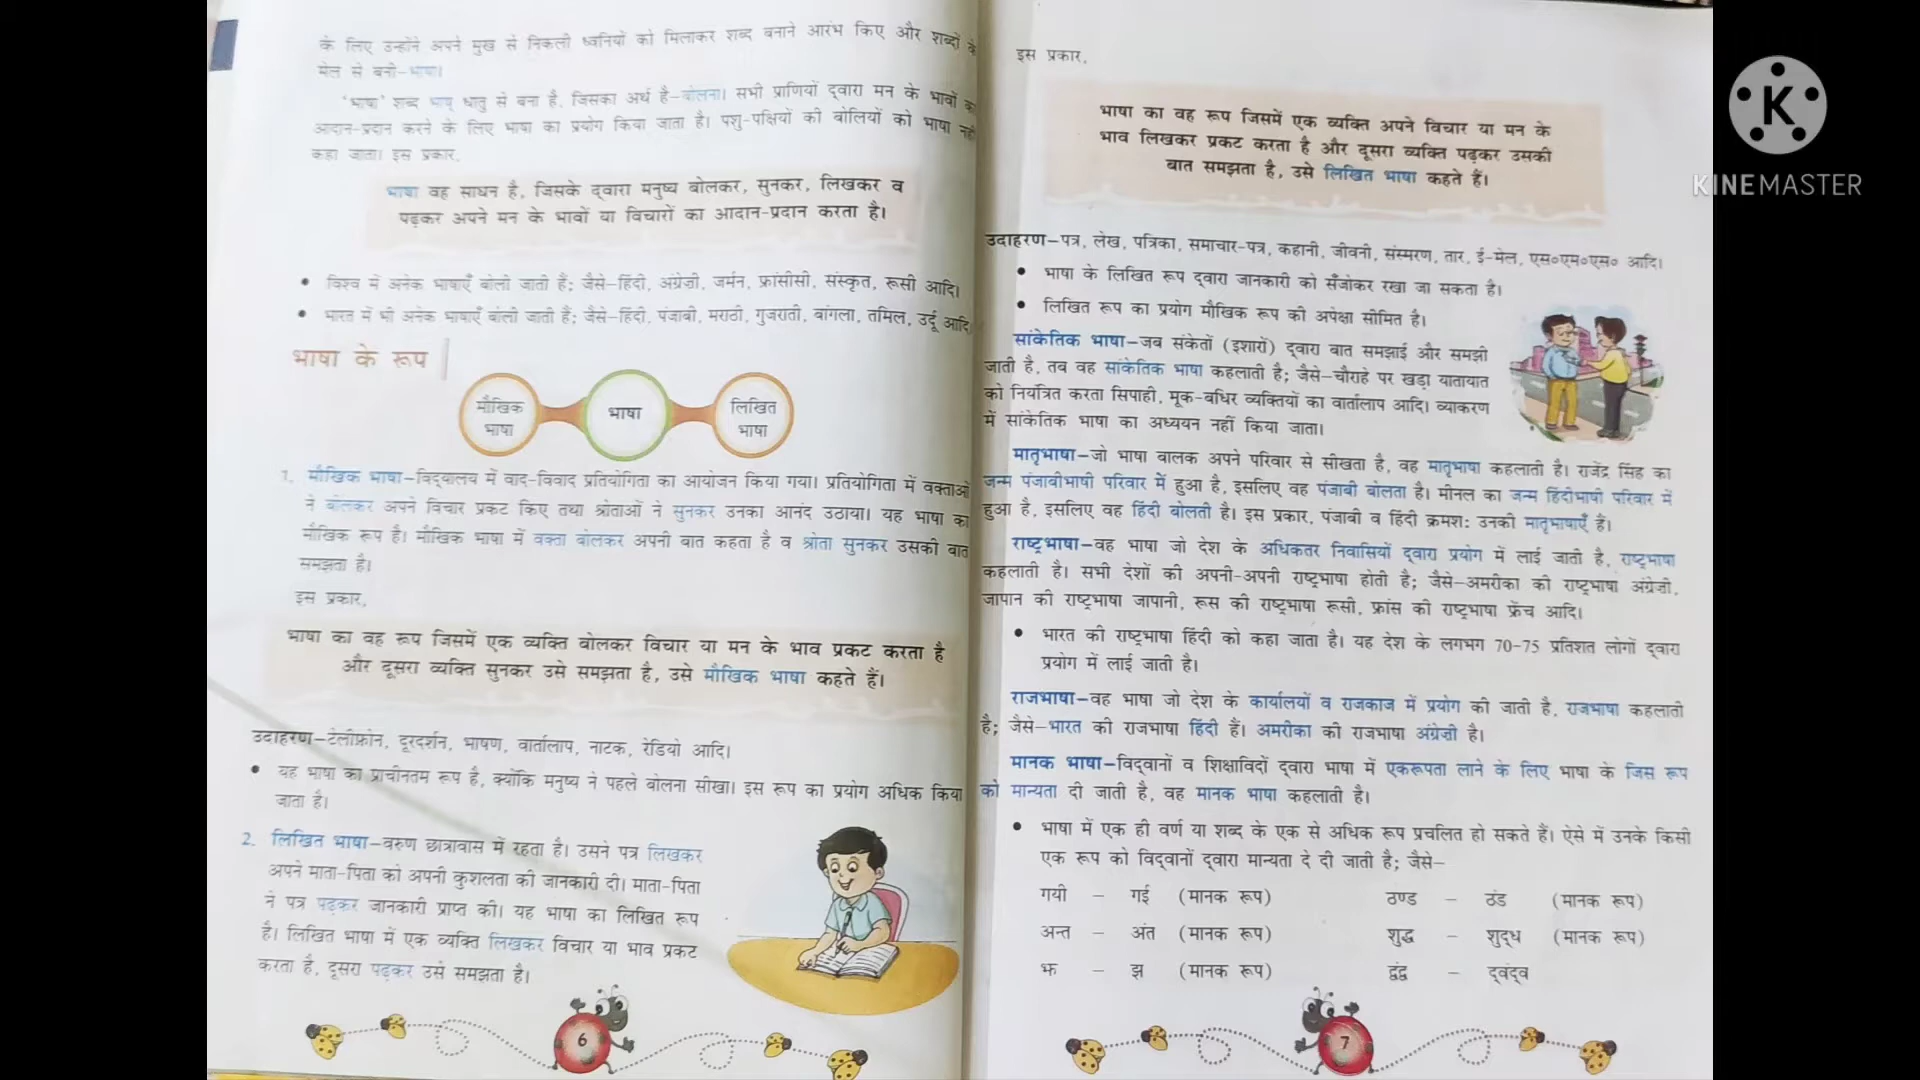 के लिए उन्होंने अपने मुख से निकली ध्वनियों को मिलाकर शब्द बनाने आरंभ किए और शब्दों के
मेल से बनी–भाषा।
'भाषा' शब्द भाष् धातु से बना है, जिसका अर्थ है–बोलना। सभी प्राणियों द्वारा मन के भावों का
आदान-प्रदान करने के लिए भाषा का प्रयोग किया जाता है। पशु-पक्षियों की बोलियों को भाषा नहीं
कहा जाता। इस प्रकार,
भाषा वह साधन है, जिसके द्वारा मनुष्य बोलकर, सुनकर, लिखकर व
पढ़कर अपने मन के भावों या विचारों का आदान-प्रदान करता है।
• विश्व में अनेक भाषाएँ बोली जाती हैं; जैसे–हिंदी, अंग्रेज़ी, जर्मन, फ्रांसीसी, संस्कृत, रूसी आदि।
• भारत में भी अनेक भाषाएँ बोली जाती हैं; जैसे–हिंदी, पंजाबी, मराठी, गुजराती, बांगला, तमिल, उर्दू आदि
भाषा के रूप
मौखिक भाषा
भाषा
लिखित भाषा
1. मौखिक भाषा–विद्यालय में वाद-विवाद प्रतियोगिता का आयोजन किया गया। प्रतियोगिता में वक्ताओं
ने बोलकर अपने विचार प्रकट किए तथा श्रोताओं ने सुनकर उनका आनंद उठाया। यह भाषा का
मौखिक रूप है। मौखिक भाषा में वक्ता बोलकर अपनी बात कहता है व श्रोता सुनकर उसकी बात
समझता है।
इस प्रकार,
भाषा का वह रूप जिसमें एक व्यक्ति बोलकर विचार या मन के भाव प्रकट करता है
और दूसरा व्यक्ति सुनकर उसे समझता है, उसे मौखिक भाषा कहते हैं।
उदाहरण–टेलीफ़ोन, दूरदर्शन, भाषण, वार्तालाप, नाटक, रेडियो आदि।
• यह भाषा का प्राचीनतम रूप है, क्योंकि मनुष्य ने पहले बोलना सीखा। इस रूप का प्रयोग अधिक किया
जाता है।
2. लिखित भाषा–वरुण छात्रावास में रहता है। उसने पत्र लिखकर
अपने माता-पिता को अपनी कुशलता की जानकारी दी। माता-पिता
ने पत्र पढ़कर जानकारी प्राप्त की। यह भाषा का लिखित रूप
है। लिखित भाषा में एक व्यक्ति लिखकर विचार या भाव प्रकट
करता है, दूसरा पढ़कर उसे समझता है।
6
इस प्रकार,
भाषा का वह रूप जिसमें एक व्यक्ति अपने विचार या मन के
भाव लिखकर प्रकट करता है और दूसरा व्यक्ति पढ़कर उसकी
बात समझता है, उसे लिखित भाषा कहते हैं।
उदाहरण–पत्र, लेख, पत्रिका, समाचार-पत्र, कहानी, जीवनी, संस्मरण, तार, ई-मेल, एस०एम०एस० आदि।
• भाषा के लिखित रूप द्वारा जानकारी को सँजोकर रखा जा सकता है।
• लिखित रूप का प्रयोग मौखिक रूप की अपेक्षा सीमित है।
सांकेतिक भाषा–जब संकेतों (इशारों) द्वारा बात समझाई और समझी
जाती है, तब वह सांकेतिक भाषा कहलाती है; जैसे–चौराहे पर खड़ा यातायात
को नियंत्रित करता सिपाही, मूक-बधिर व्यक्तियों का वार्तालाप आदि। व्याकरण
में सांकेतिक भाषा का अध्ययन नहीं किया जाता।
मातृभाषा–जो भाषा बालक अपने परिवार से सीखता है, वह मातृभाषा कहलाती है। राजेंद्र सिंह का
जन्म पंजाबीभाषी परिवार में हुआ है, इसलिए वह पंजाबी बोलता है। मीनल का जन्म हिंदीभाषी परिवार में
हुआ है, इसलिए वह हिंदी बोलती है। इस प्रकार, पंजाबी व हिंदी क्रमशः उनकी मातृभाषाएँ हैं।
राष्ट्रभाषा–वह भाषा जो देश के अधिकतर निवासियों द्वारा प्रयोग में लाई जाती है, राष्ट्रभाषा
कहलाती है। सभी देशों की अपनी-अपनी राष्ट्रभाषा होती है; जैसे–अमरीका की राष्ट्रभाषा अंग्रेज़ी,
जापान की राष्ट्रभाषा जापानी, रूस की राष्ट्रभाषा रूसी, फ्रांस की राष्ट्रभाषा फ्रेंच आदि।
• भारत की राष्ट्रभाषा हिंदी को कहा जाता है। यह देश के लगभग 70-75 प्रतिशत लोगों द्वारा
प्रयोग में लाई जाती है।
राजभाषा–वह भाषा जो देश के कार्यालयों व राजकाज में प्रयोग की जाती है, राजभाषा कहलाती
है; जैसे–भारत की राजभाषा हिंदी हैं। अमरीका की राजभाषा अंग्रेज़ी है।
मानक भाषा–विद्वानों व शिक्षाविदों द्वारा भाषा में एकरूपता लाने के लिए भाषा के जिस रूप
को मान्यता दी जाती है, वह मानक भाषा कहलाती है।
• भाषा में एक ही वर्ण या शब्द के एक से अधिक रूप प्रचलित हो सकते हैं। ऐसे में उनके किसी
एक रूप को विद्वानों द्वारा मान्यता दे दी जाती है; जैसे–
गयी – गई (मानक रूप) ठण्ड – ठंड (मानक रूप)
अन्त – अंत (मानक रूप) शुद्ध – शुद्ध (मानक रूप)
झ – झ (मानक रूप) द्वंद्व – द्वंद्व
7
K
KINEMASTER